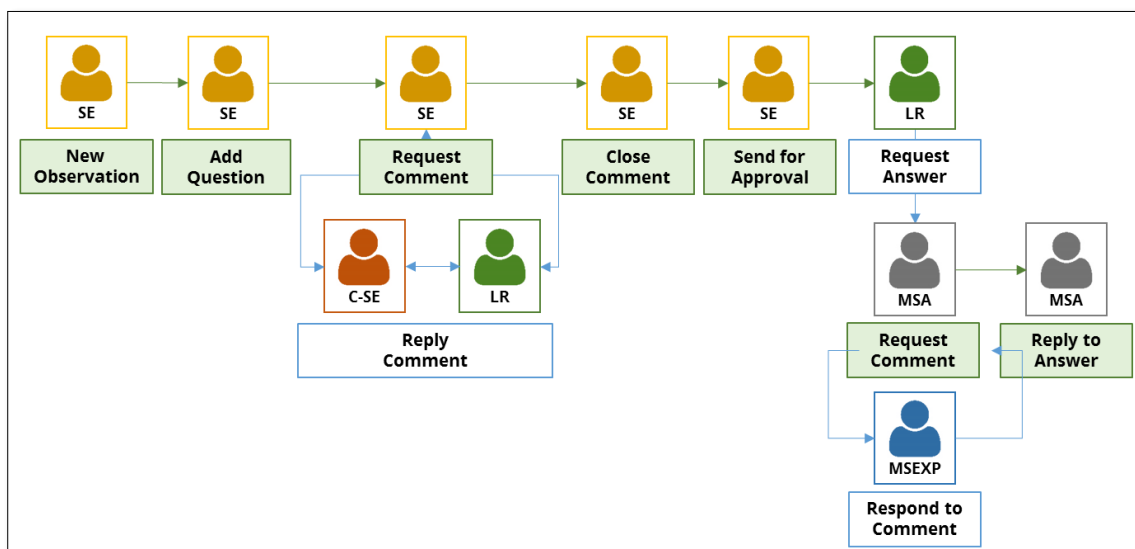 SE
SE
SE
SE
SE
LR
New
Observation
Add
Question
Request
Comment
Close
Comment
Send for
Approval
Request
Answer
C-SE
LR
MSA
MSA
Reply
Comment
Request
Comment
Reply to
Answer
MSEXP
Respond to
Comment